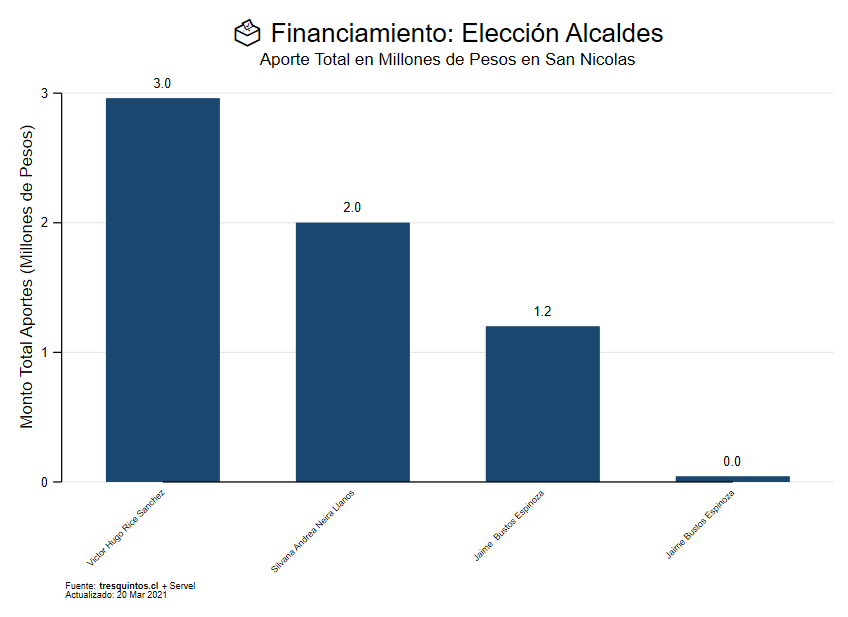 Financiamiento: Elección Alcaldes
Aporte Total en Millones de Pesos en San Nicolas
Monto Total Aportes (Millones de Pesos)
3
2
1
0
3.0
2.0
1.2
0.0
Victor Hugo Rice Sanchez
Silvana Andrea Neira Llanos
Jaime  Bustos Espinoza
Jaime Bustos Espinoza
Fuente: tresquintos.cl + Servel
Actualizado: 20 Mar 2021